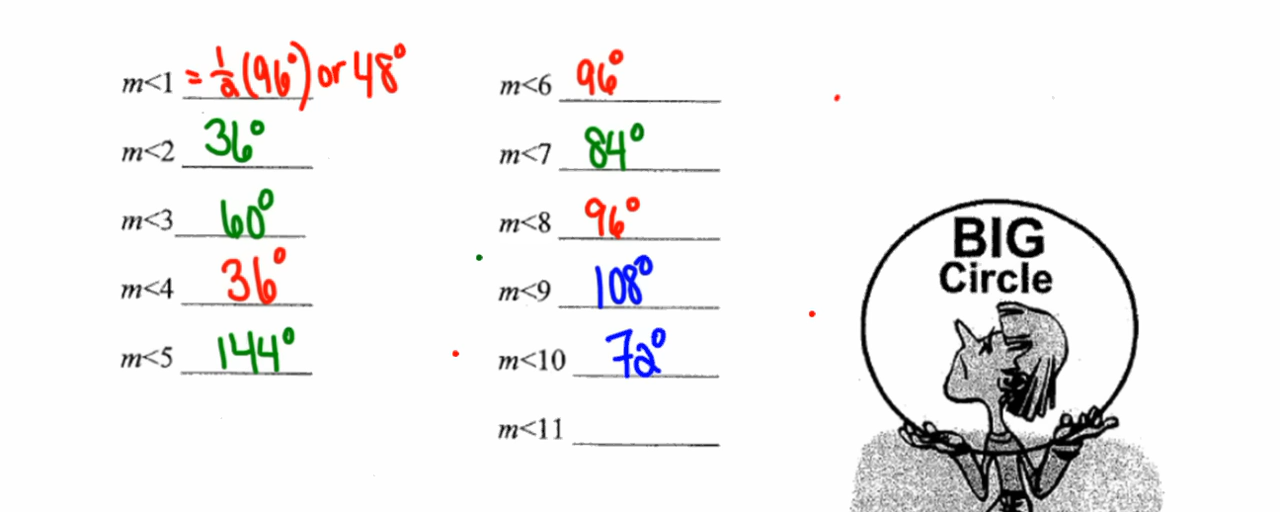 m<1 = 1/2(96°) or 48°
m<2 36°
m<3 60°
m<4 36°
m<5 144°
m<6 96°
m<7 84°
m<8 96°
m<9 108°
m<10 72°
m<11
BIG
Circle